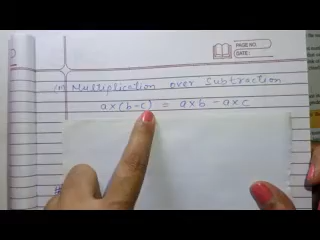 PAGE NO.
DATE:
(ii) Multiplication over Subtraction
a×(b-c) = a×b - a×c